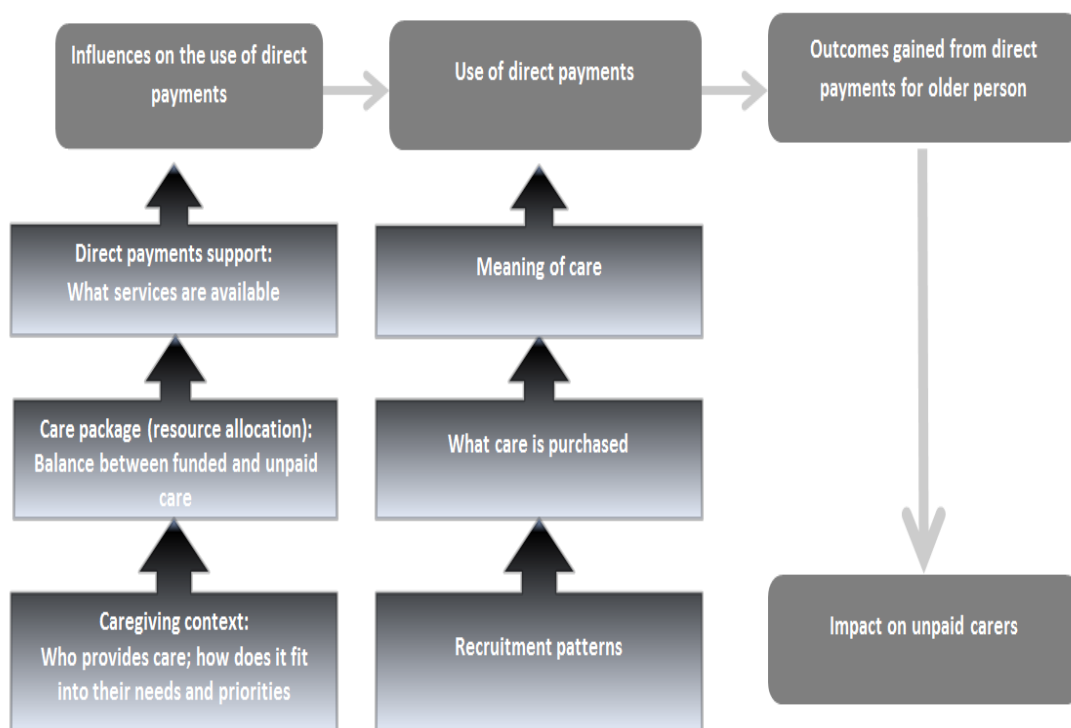 Influences on the use of direct
payments
Use of direct payments
Outcomes gained from direct
payments for older person
Direct payments support:
What services are available
Meaning of care
Care package (resource allocation):
Balance between funded and unpaid
care
What care is purchased
Caregiving context:
Who provides care; how does it fit
into their needs and priorities
Recruitment patterns
Impact on unpaid carers